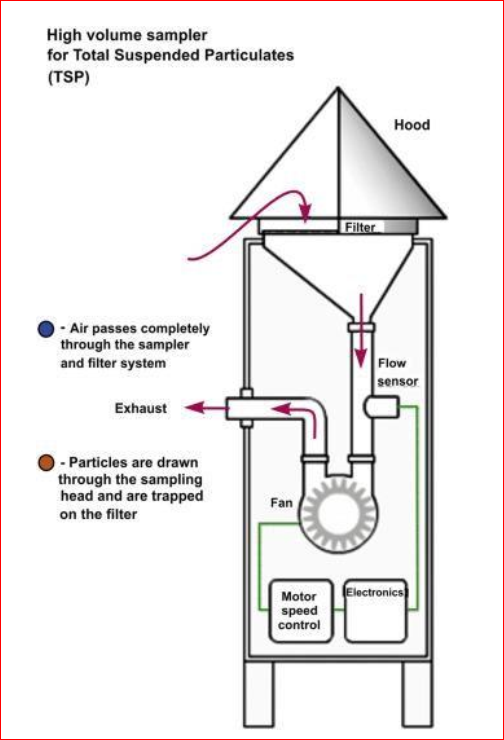 High volume sampler
for Total Suspended Particulates
(TSP)
Hood
Filter
- Air passes completely
through the sampler
and filter system
Flow
sensor
Exhaust
- Particles are drawn
through the sampling
head and are trapped
on the filter
Fan
Motor
speed
control
Electronics